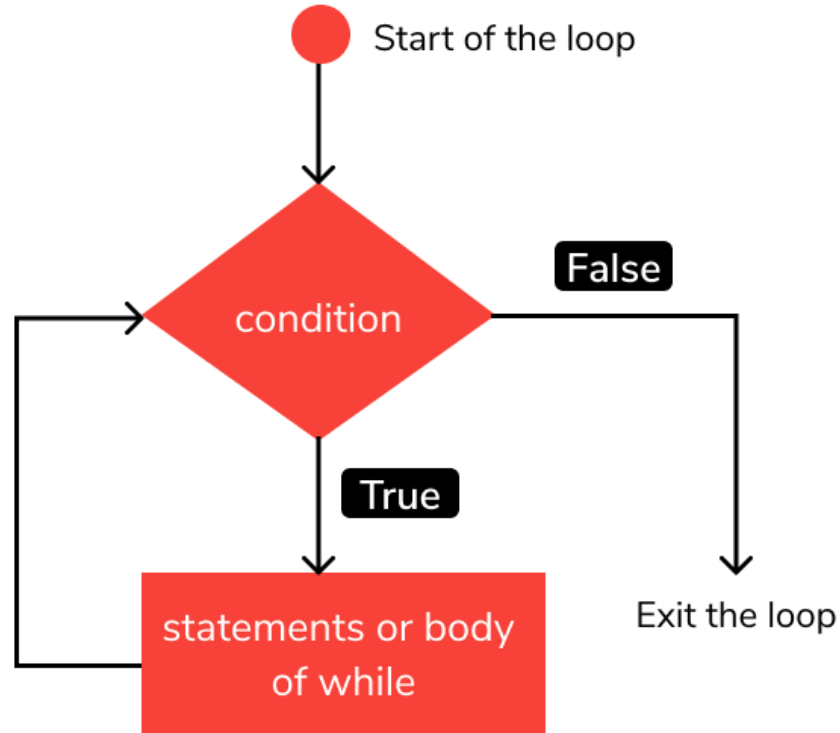 Start of the loop
False
condition
True
statements or body
of while
Exit the loop